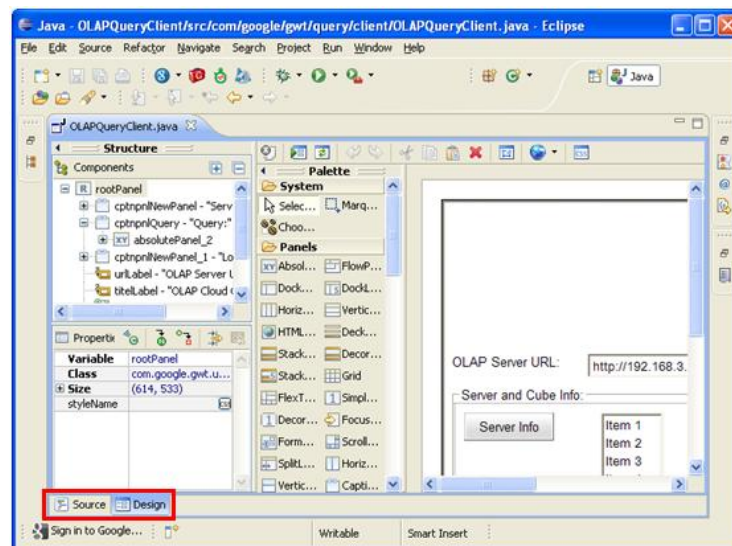 Java - OLAPQueryClient/src/com/google/gwt/query/client/OLAPQueryClient.java - Eclipse
File Edit Source Refactor Navigate Search Project Run Window Help
Java
OLAPQueryClient.java
Structure
Components
rootPanel
cptnpnlNewPanel - "Serv
cptnpnlQuery - "Query:"
absolutePanel_2
cptnpnlNewPanel_1 - "Lo
urlLabel - "OLAP Server U
titelLabel - "OLAP Cloud
Propertie
Variable rootPanel
Class com.google.gwt.u...
Size (614, 533)
styleName
Palette
System
Selec... Marq...
Choo...
Panels
Absol... FlowP...
Dock... DockL...
Horiz... Vertic...
HTML... Deck...
Stack... Decor...
Stack... Grid
FlexT... Simpl...
Decor... Focus...
Form... Scroll...
SplitL... Horiz...
Vertic... Capti...
OLAP Server URL: http://192.168.3.
Server and Cube Info:
Server Info
Item 1
Item 2
Item 3
Source Design
Sign in to Google... Writable Smart Insert